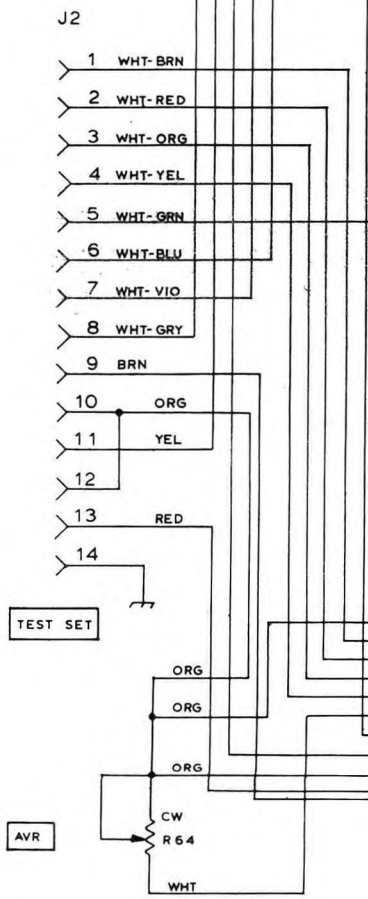 J2
1 WHT-BRN
2 WHT-RED
3 WHT-ORG
4 WHT-YEL
5 WHT-GRN
6 WHT-BLU
7 WHT-VIO
8 WHT-GRY
9 BRN
10 ORG
11 YEL
12
13 RED
14
TEST SET
ORG
ORG
ORG
CW
R64
AVR
WHT